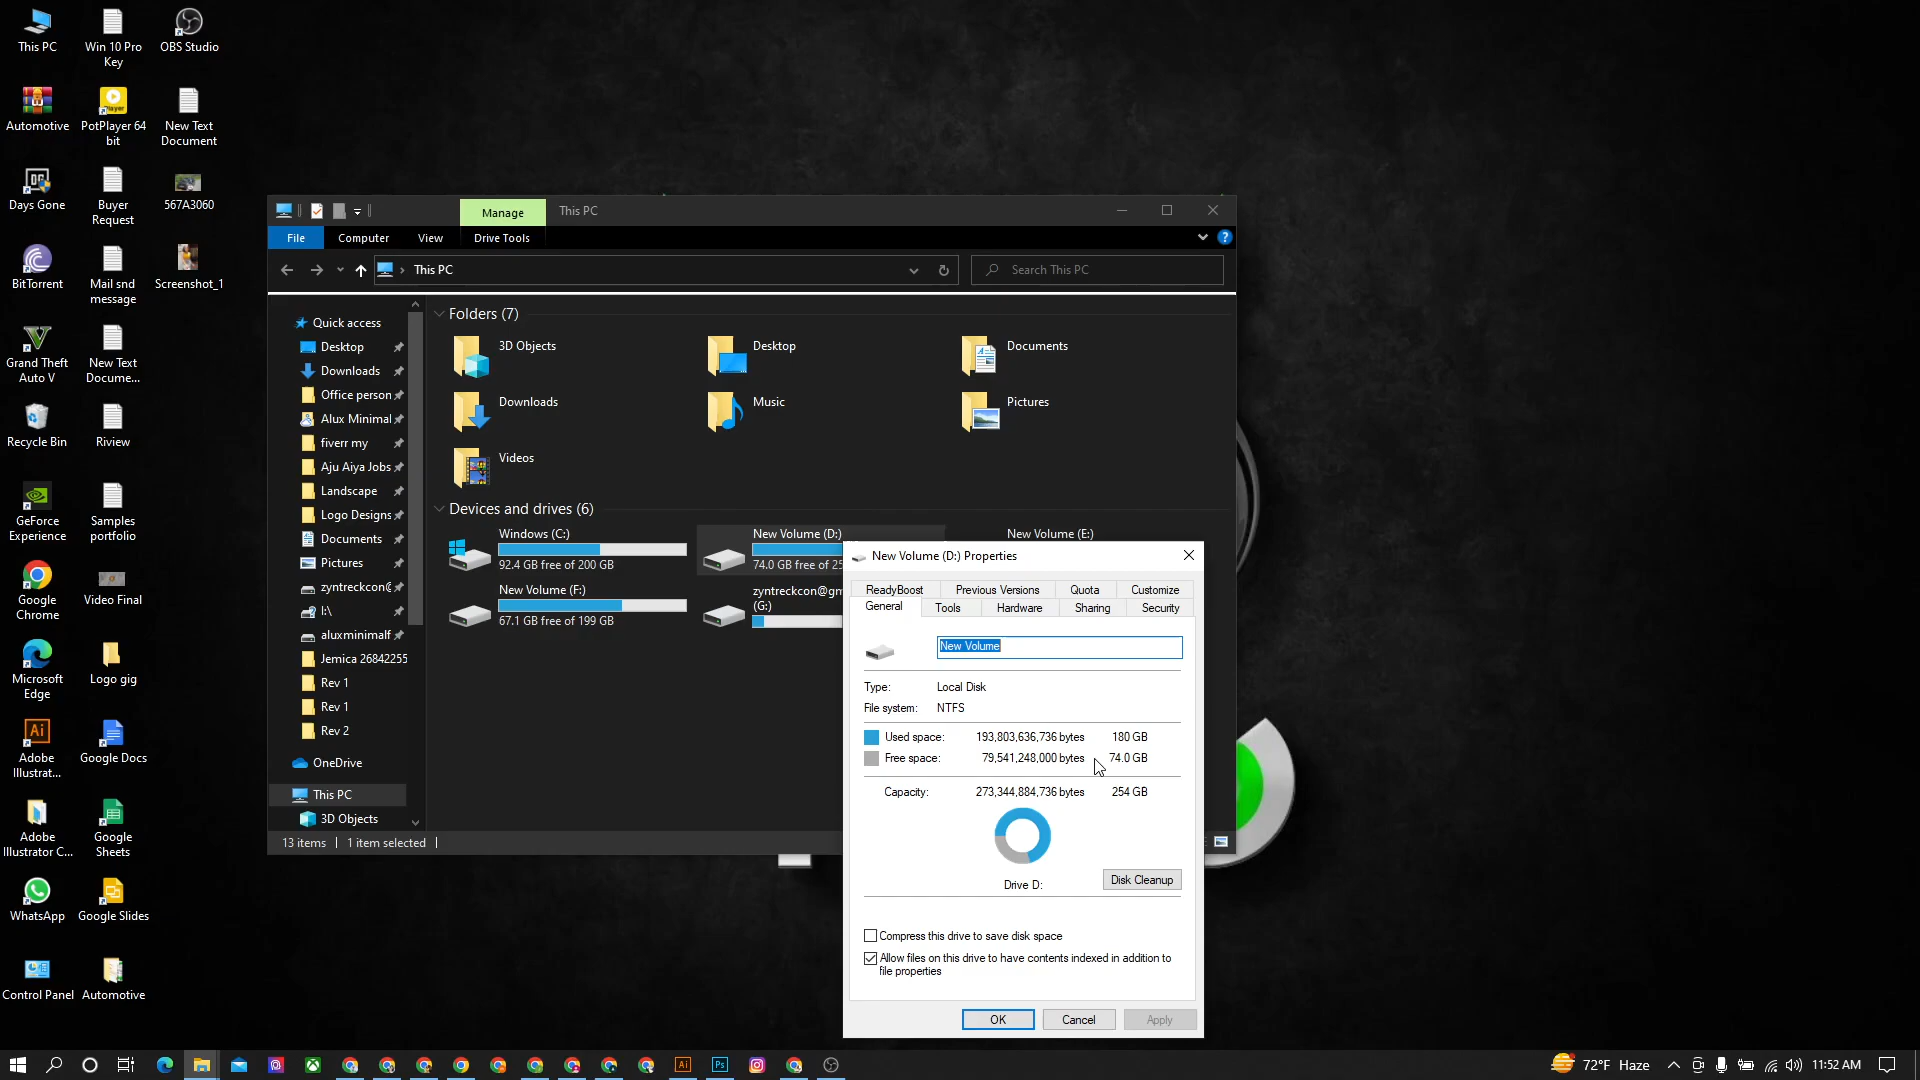 This PC
Win 10 Pro
Key
OBS Studio
Automotive
PotPlayer 64
bit
New Text
Document
Days Gone
Buyer
Request
567A3060
BitTorrent
Mail snd
message
Screenshot_1
Grand Theft
Auto V
New Text
Docume...
Recycle Bin
Riview
GeForce
Experience
Samples
portfolio
Google
Chrome
Video Final
Microsoft
Edge
Logo gig
Adobe
Illustrat...
Google Docs
Adobe
Illustrator C...
Google
Sheets
WhatsApp
Google Slides
Control Panel
Automotive
Manage
This PC
File
Computer
View
Drive Tools
This PC
Search This PC
Quick access
Desktop
Downloads
Office person
Alux Minimal
fiverr my
Aju Aiya Jobs
Landscape
Logo Designs
Documents
Pictures
zyntreckcon@
I:\
aluxminimalf
Jemica 26842255
Rev 1
Rev 1
Rev 2
OneDrive
This PC
3D Objects
Folders (7)
3D Objects
Desktop
Documents
Downloads
Music
Pictures
Videos
Devices and drives (6)
Windows (C:)
92.4 GB free of 200 GB
New Volume (D:)
74.0 GB free of 25
New Volume (E:)
New Volume (F:)
67.1 GB free of 199 GB
zyntreckcon@gm
(G:)
13 items
1 item selected
New Volume (D:) Properties
ReadyBoost
Previous Versions
Quota
Customize
General
Tools
Hardware
Sharing
Security
New Volume
Type: Local Disk
File system: NTFS
Used space: 193,803,636,736 bytes 180 GB
Free space: 79,541,248,000 bytes 74.0 GB
Capacity: 273,344,884,736 bytes 254 GB
Drive D:
Disk Cleanup
Compress this drive to save disk space
Allow files on this drive to have contents indexed in addition to
file properties
OK
Cancel
Apply
72°F Haze
11:52 AM